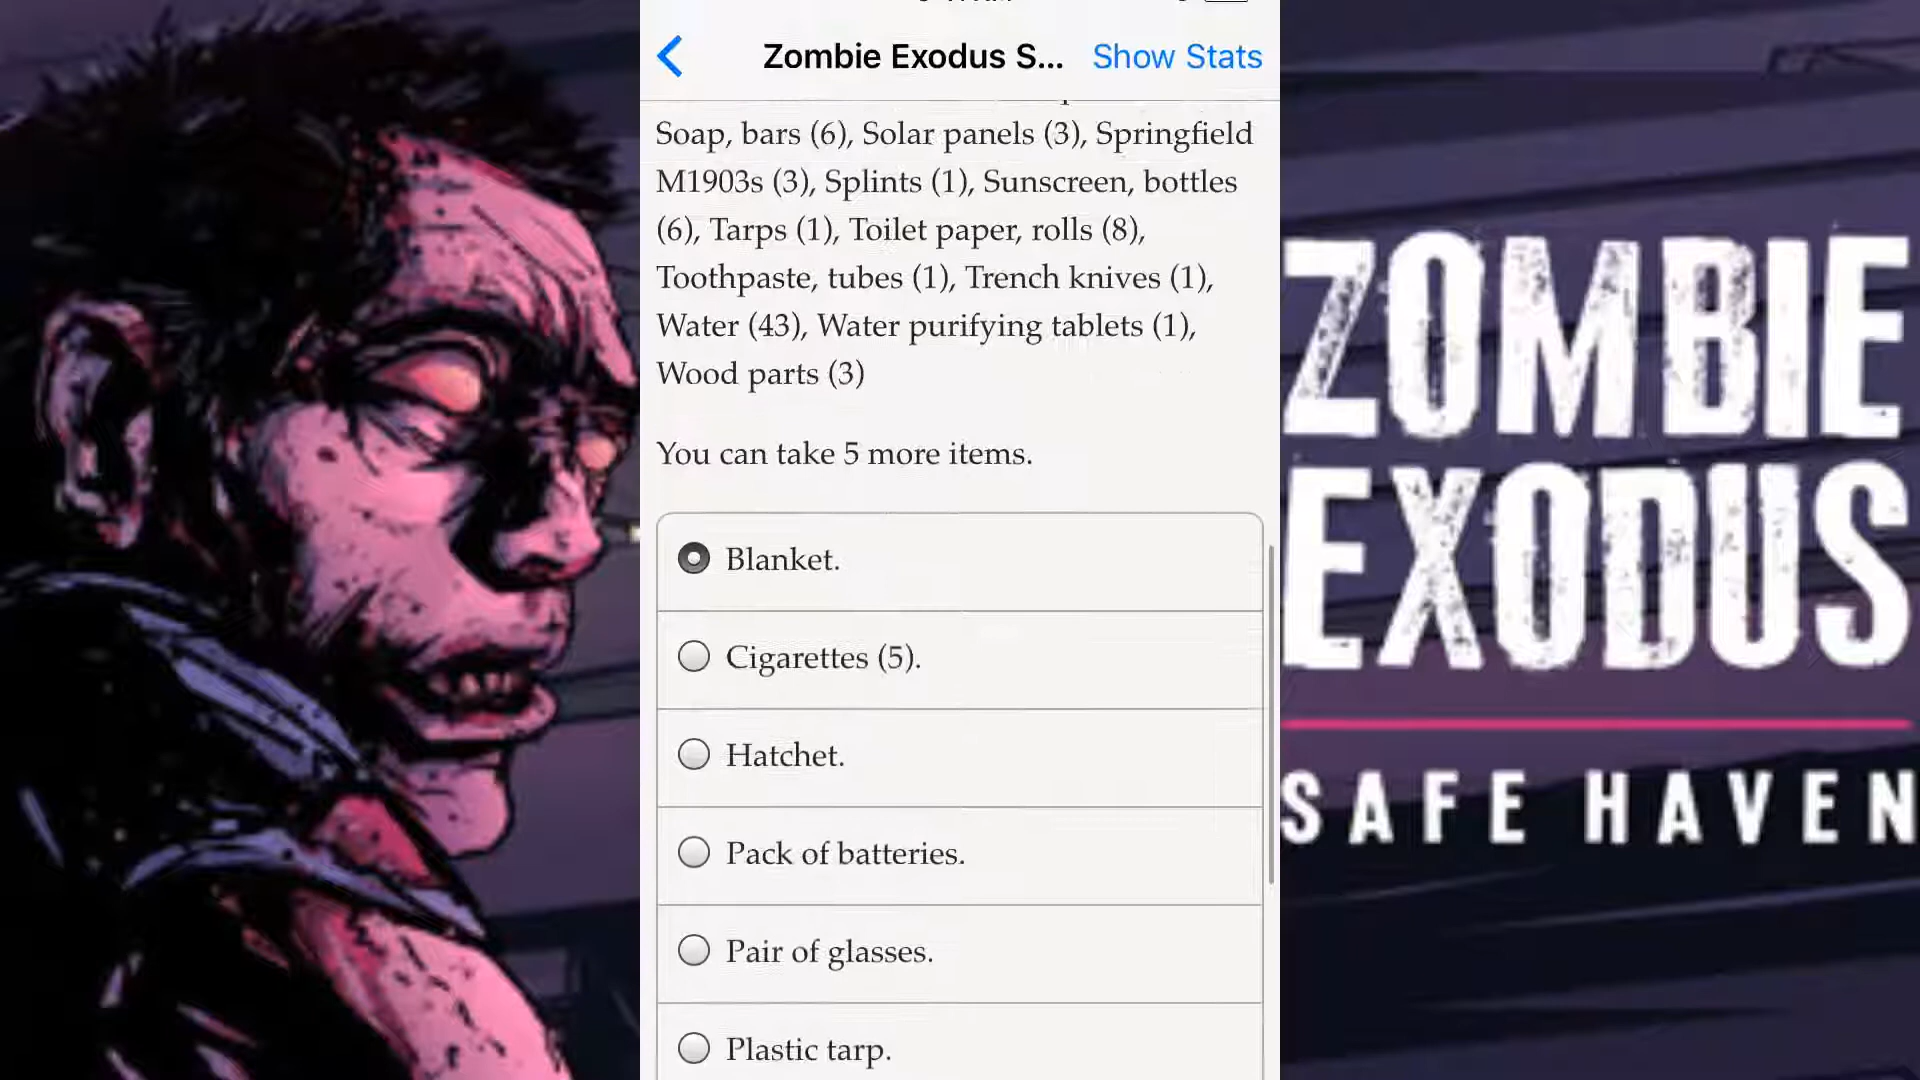 Zombie Exodus S...
Show Stats
Soap, bars (6), Solar panels (3), Springfield
M1903s (3), Splints (1), Sunscreen, bottles
(6), Tarps (1), Toilet paper, rolls (8),
Toothpaste, tubes (1), Trench knives (1),
Water (43), Water purifying tablets (1),
Wood parts (3)
You can take 5 more items.
Blanket.
Cigarettes (5).
Hatchet.
Pack of batteries.
Pair of glasses.
Plastic tarp.
ZOMBIE
EXODUS
SAFE HAVEN